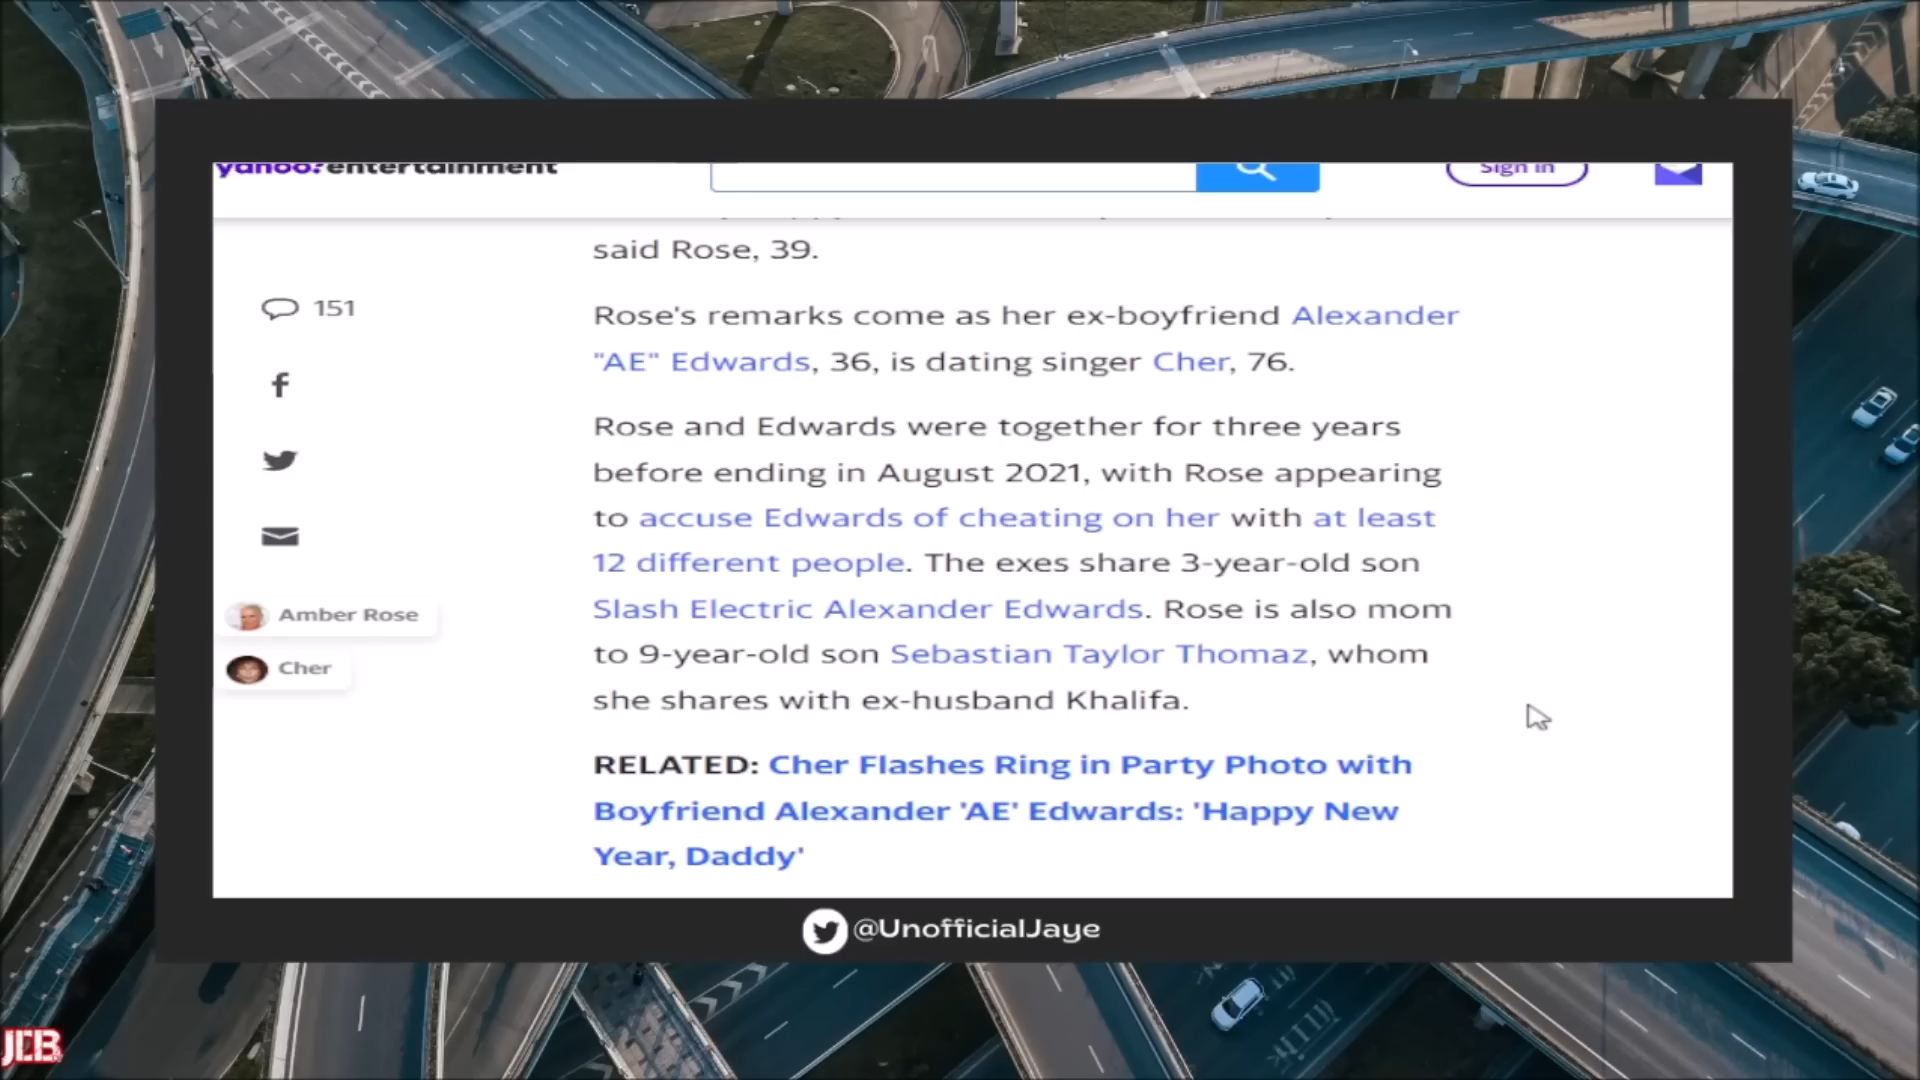 yahoo! entertainment
Sign in
said Rose, 39.
151
Rose's remarks come as her ex-boyfriend Alexander
"AE" Edwards, 36, is dating singer Cher, 76.
Rose and Edwards were together for three years
before ending in August 2021, with Rose appearing
to accuse Edwards of cheating on her with at least
12 different people. The exes share 3-year-old son
Slash Electric Alexander Edwards. Rose is also mom
to 9-year-old son Sebastian Taylor Thomaz, whom
she shares with ex-husband Khalifa.
Amber Rose
Cher
RELATED: Cher Flashes Ring in Party Photo with
Boyfriend Alexander 'AE' Edwards: 'Happy New
Year, Daddy'
@UnofficialJaye